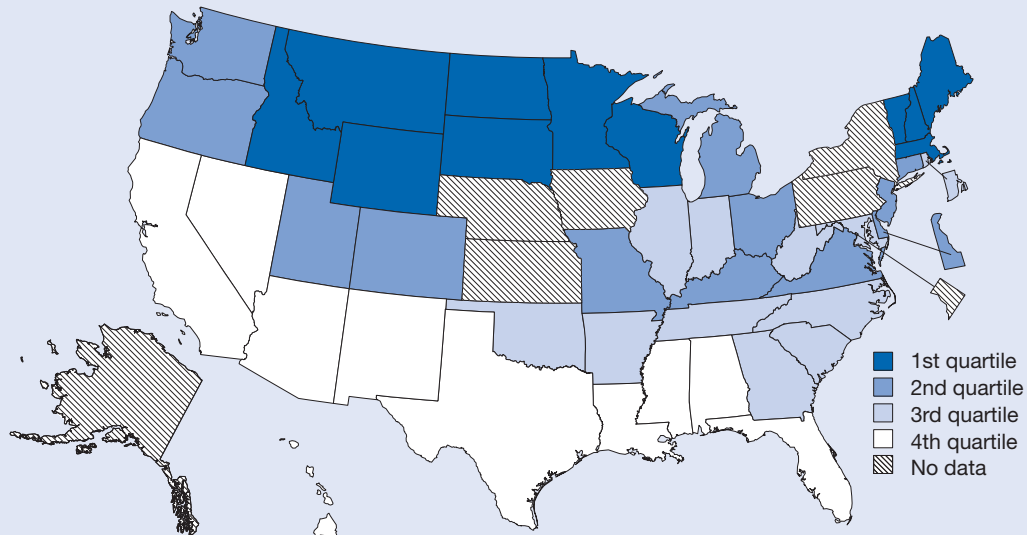 1st quartile
2nd quartile
3rd quartile
4th quartile
No data